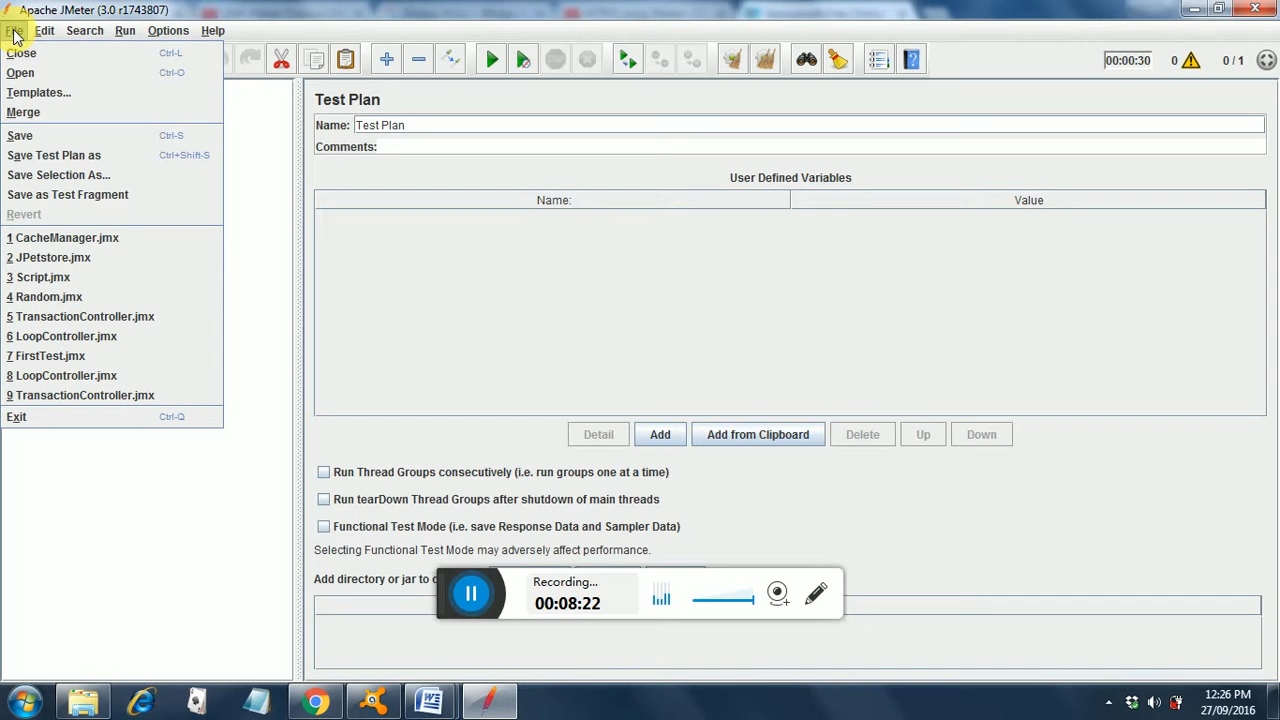 Apache JMeter (3.0 r1743807)
File Edit Search Run Options Help
Close Ctrl-L
Open Ctrl-O
Templates...
Merge
Save Ctrl-S
Save Test Plan as Ctrl+Shift-S
Save Selection As...
Save as Test Fragment
Revert
1 CacheManager.jmx
2 JPetstore.jmx
3 Script.jmx
4 Random.jmx
5 TransactionController.jmx
6 LoopController.jmx
7 FirstTest.jmx
8 LoopController.jmx
9 TransactionController.jmx
Exit Ctrl-Q
00:00:30 0 0 / 1
Test Plan
Name: Test Plan
Comments:
User Defined Variables
Name: Value
Detail Add Add from Clipboard Delete Up Down
Run Thread Groups consecutively (i.e. run groups one at a time)
Run tearDown Thread Groups after shutdown of main threads
Functional Test Mode (i.e. save Response Data and Sampler Data)
Selecting Functional Test Mode may adversely affect performance.
Add directory or jar to
Recording...
00:08:22
12:26 PM
27/09/2016